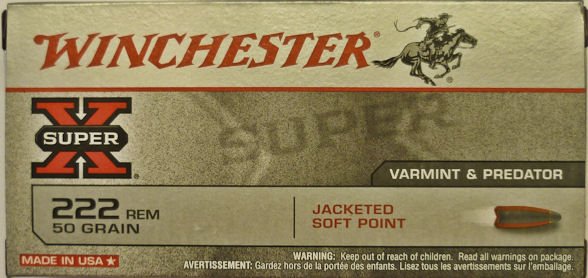 WINCHESTER®
SUPER
X
SUPER
VARMINT & PREDATOR
222 REM
50 GRAIN
JACKETED
SOFT POINT
MADE IN USA ★
WARNING: Keep out of reach of children. Read all warnings on package.
AVERTISSEMENT: Gardez hors de la portée des enfants. Lisez tous les avertissements sur l'emballage.